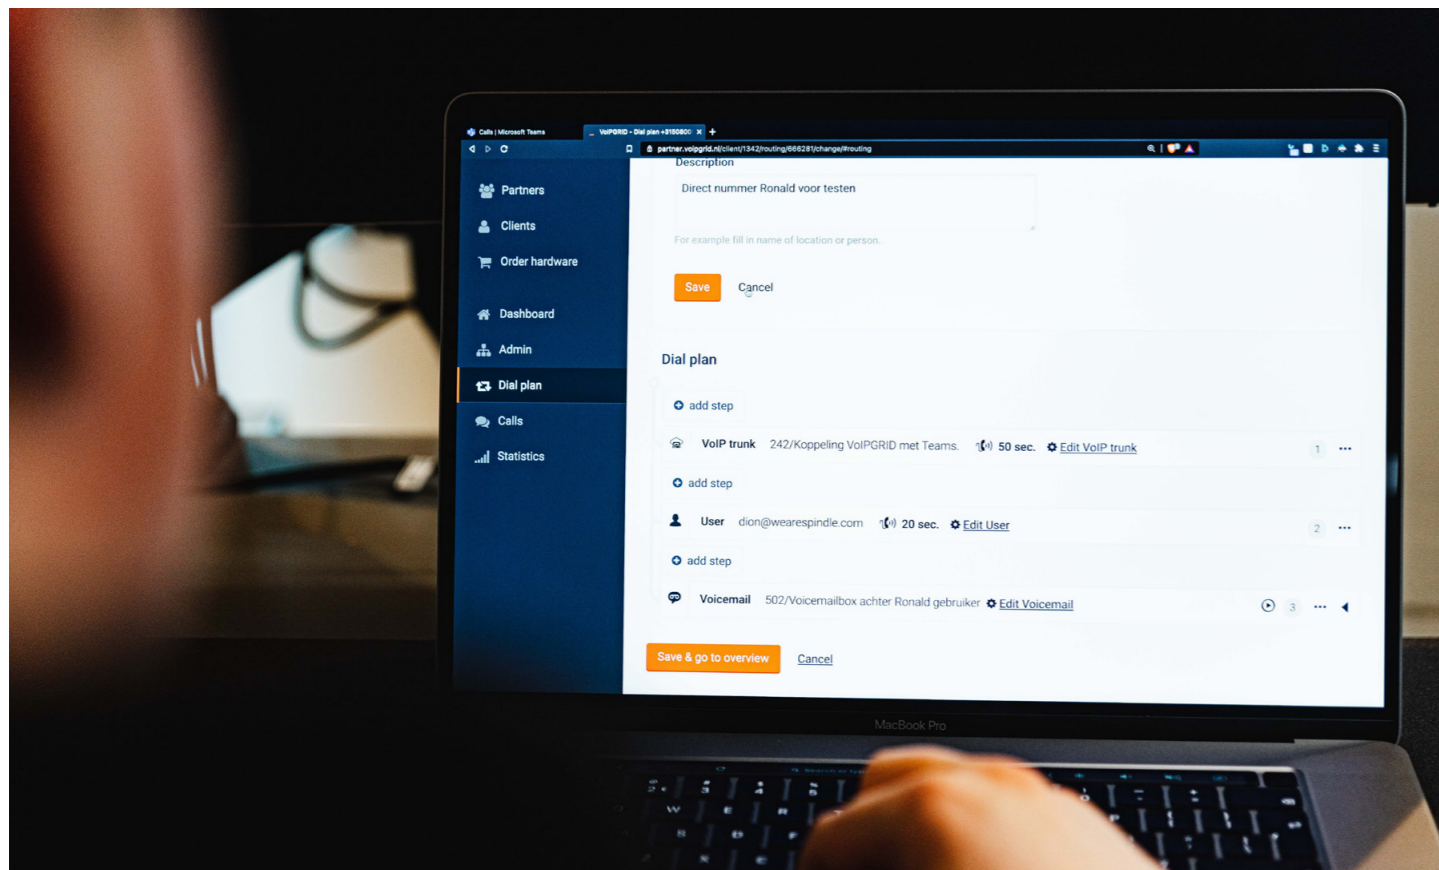 Calls | Microsoft Teams
VoIPGRID - Dial plan +3150800 x +
partner.voipgrid.nl/client/1342/routing/666281/change/#routing
Partners
Clients
Order hardware
Dashboard
Admin
Dial plan
Calls
Statistics
Description
Direct nummer Ronald voor testen
For example fill in name of location or person.
Save Cancel
Dial plan
add step
VoIP trunk 242/Koppeling VoIPGRID met Teams. 50 sec. Edit VoIP trunk 1 ...
add step
User dion@wearespindle.com 20 sec. Edit User 2 ...
add step
Voicemail 502/Voicemailbox achter Ronald gebruiker Edit Voicemail 3 ...
Save & go to overview Cancel
MacBook Pro